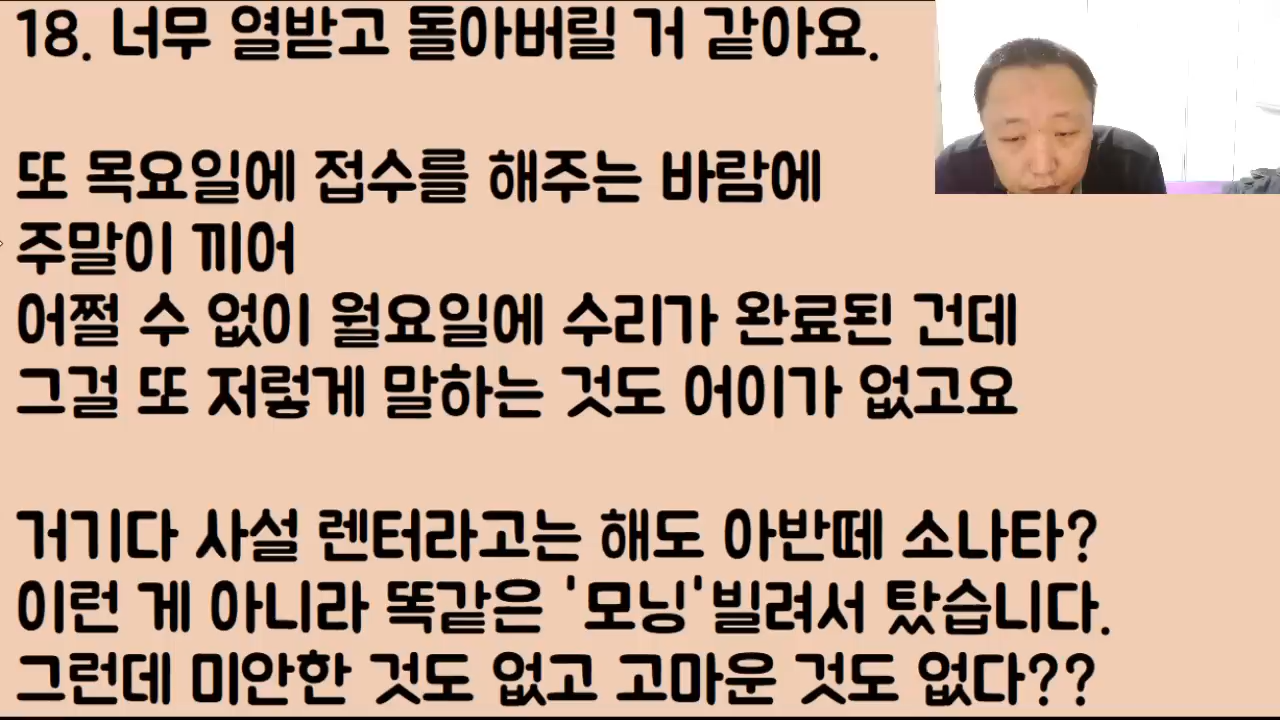 18. 너무 열받고 돌아버릴 거 같아요.
또 목요일에 접수를 해주는 바람에
주말이 끼어
어쩔 수 없이 월요일에 수리가 완료된 건데
그걸 또 저렇게 말하는 것도 어이가 없고요
거기다 사설 렌터라고는 해도 아반떼 소나타?
이런 게 아니라 똑같은 '모닝'빌려서 탔습니다.
그런데 미안한 것도 없고 고마운 것도 없다??